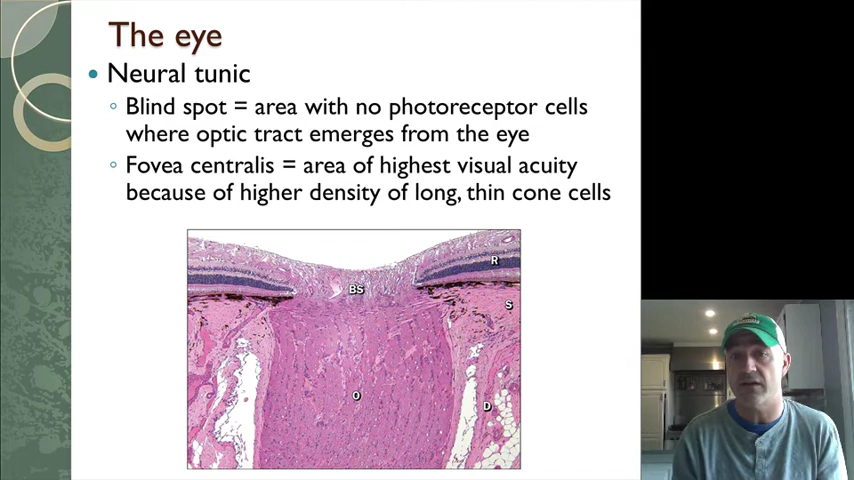 The eye
• Neural tunic
◦ Blind spot = area with no photoreceptor cells
where optic tract emerges from the eye
◦ Fovea centralis = area of highest visual acuity
because of higher density of long, thin cone cells
R
BS
S
O
D